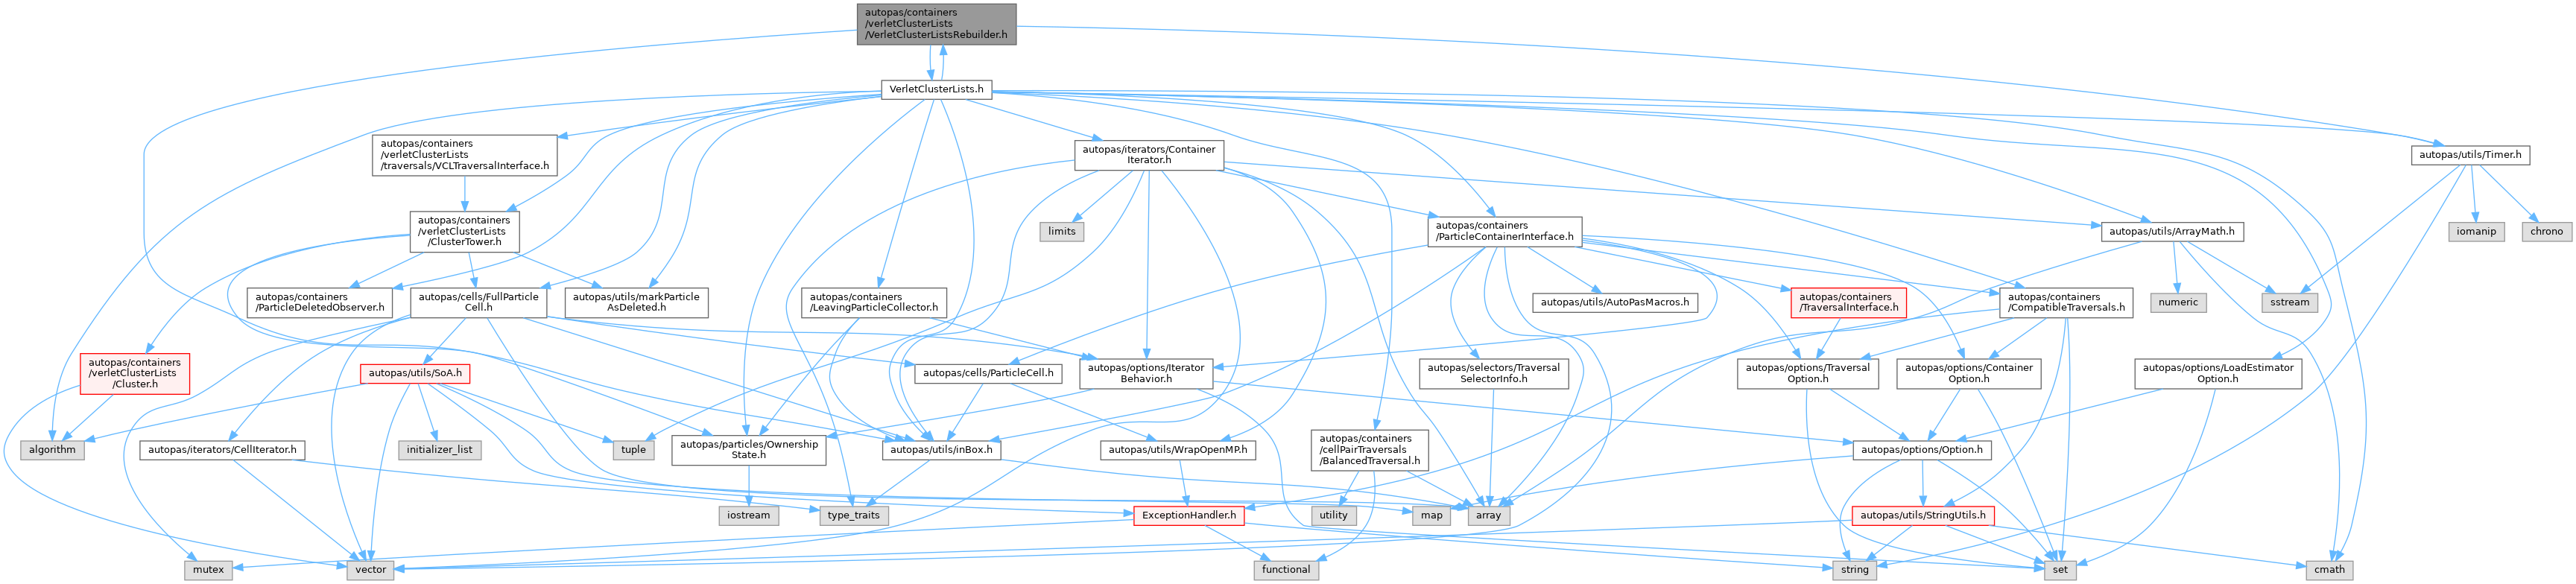 autopas/containers
/verletClusterLists
/VerletClusterListsRebuilder.h
VerletClusterLists.h
autopas/containers
/verletClusterLists
/traversals/VCLTraversalInterface.h
autopas/iterators/Container
Iterator.h
autopas/utils/Timer.h
autopas/containers
/verletClusterLists
/ClusterTower.h
limits
autopas/containers
/ParticleContainerInterface.h
autopas/utils/ArrayMath.h
iomanip
chrono
autopas/containers
/ParticleDeletedObserver.h
autopas/cells/FullParticle
Cell.h
autopas/utils/markParticle
AsDeleted.h
autopas/containers
/LeavingParticleCollector.h
autopas/utils/AutoPasMacros.h
autopas/containers
/TraversalInterface.h
autopas/containers
/CompatibleTraversals.h
numeric
sstream
autopas/containers
/verletClusterLists
/Cluster.h
autopas/utils/SoA.h
autopas/cells/ParticleCell.h
autopas/options/Iterator
Behavior.h
autopas/selectors/Traversal
SelectorInfo.h
autopas/options/Traversal
Option.h
autopas/options/Container
Option.h
autopas/options/LoadEstimator
Option.h
algorithm
autopas/iterators/CellIterator.h
initializer_list
tuple
autopas/particles/Ownership
State.h
autopas/utils/inBox.h
autopas/utils/WrapOpenMP.h
autopas/containers
/cellPairTraversals
/BalancedTraversal.h
autopas/options/Option.h
iostream
type_traits
ExceptionHandler.h
utility
map
array
autopas/utils/StringUtils.h
mutex
vector
functional
string
set
cmath